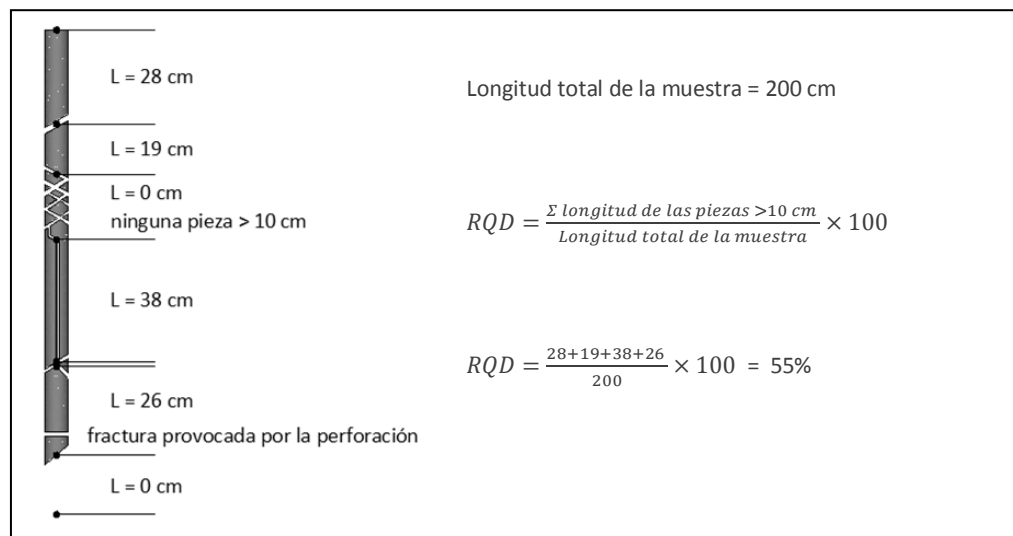 L = 28 cm
L = 19 cm
L = 0 cm
ninguna pieza > 10 cm
L = 38 cm
L = 26 cm
fractura provocada por la perforación
L = 0 cm
Longitud total de la muestra = 200 cm
RQD = Σ longitud de las piezas >10 cm / Longitud total de la muestra × 100
RQD = 28+19+38+26 / 200 × 100 = 55%